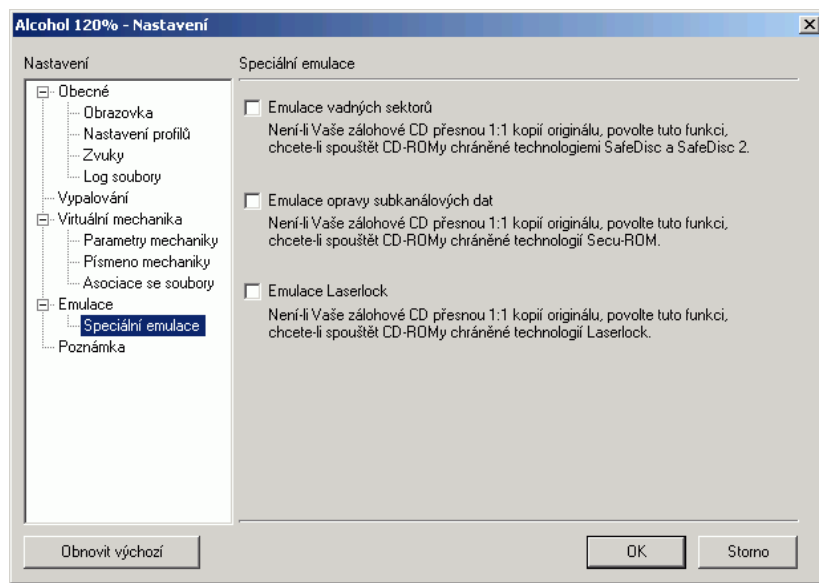 Alcohol 120% - Nastavení
Nastavení
Obecné
Obrazovka
Nastavení profilů
Zvuky
Log soubory
Vypalování
Virtuální mechanika
Parametry mechaniky
Písmeno mechaniky
Asociace se soubory
Emulace
Speciální emulace
Poznámka
Speciální emulace
Emulace vadných sektorů
Není-li Vaše zálohové CD přesnou 1:1 kopií originálu, povolte tuto funkci,
chcete-li spouštět CD-ROMy chráněné technologiemi SafeDisc a SafeDisc 2.
Emulace opravy subkanálových dat
Není-li Vaše zálohové CD přesnou 1:1 kopií originálu, povolte tuto funkci,
chcete-li spouštět CD-ROMy chráněné technologií Secu-ROM.
Emulace Laserlock
Není-li Vaše zálohové CD přesnou 1:1 kopií originálu, povolte tuto funkci,
chcete-li spouštět CD-ROMy chráněné technologií Laserlock.
Obnovit výchozí
OK
Storno